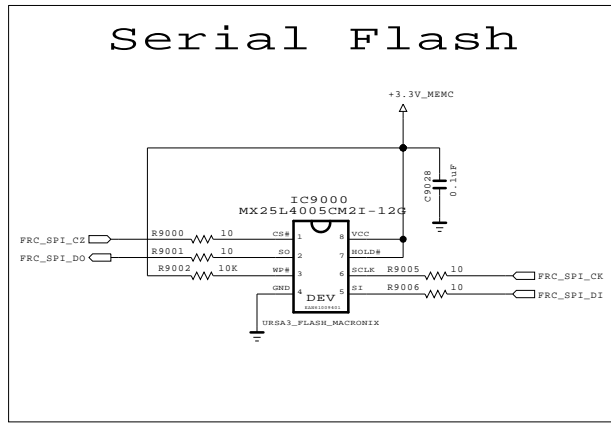 Serial Flash
+3.3V_MEMC
C9028
0.1uF
IC9000
MX25L4005CM2I-12G
FRC_SPI_CZ
R9000
10
CS#
1
8
VCC
FRC_SPI_DO
R9001
10
SO
2
7
HOLD#
R9002
10K
WP#
3
6
SCLK
R9005
10
FRC_SPI_CK
GND
4
5
SI
R9006
10
FRC_SPI_DI
DEV
URSA3_FLASH_MACRONIX